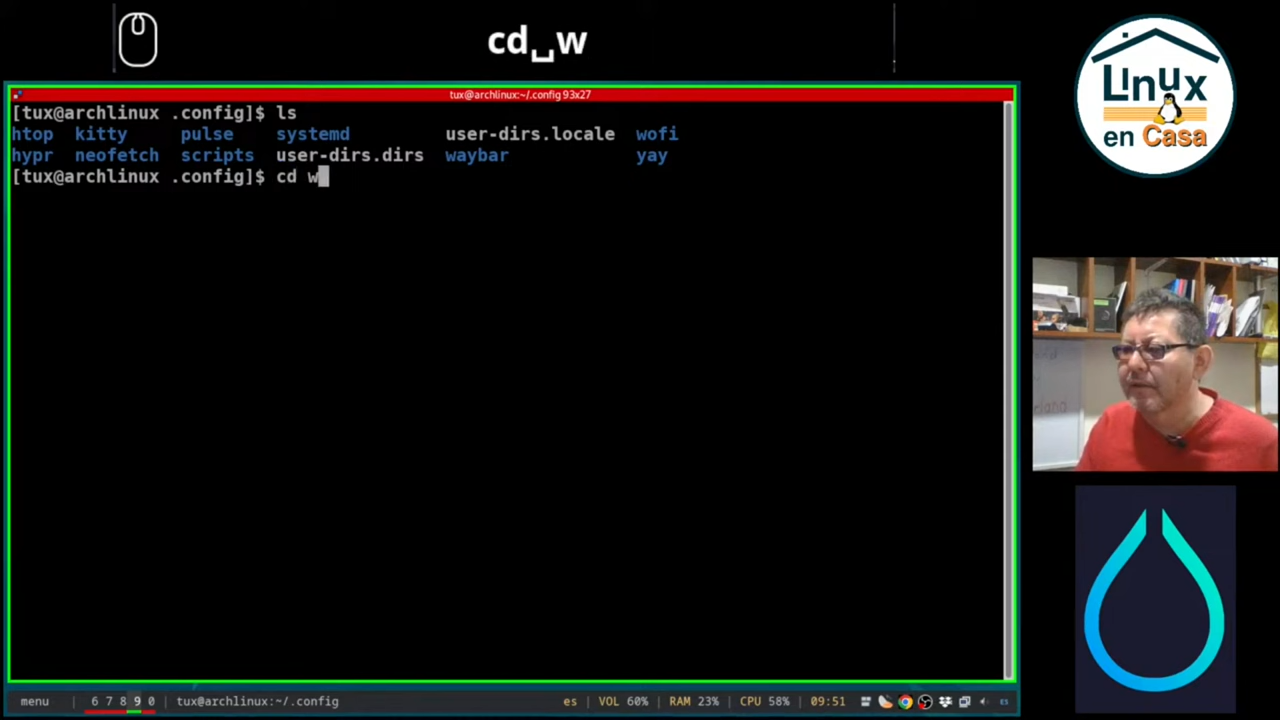 cd␣w
Linux
en Casa
tux@archlinux:~/.config 93x27
[tux@archlinux .config]$ ls
htop kitty pulse systemd user-dirs.locale wofi
hypr neofetch scripts user-dirs.dirs waybar yay
[tux@archlinux .config]$ cd w
menu | 6 7 8 9 0 | tux@archlinux:~/.config es | VOL 60% | RAM 23% | CPU 58% | 09:51 es